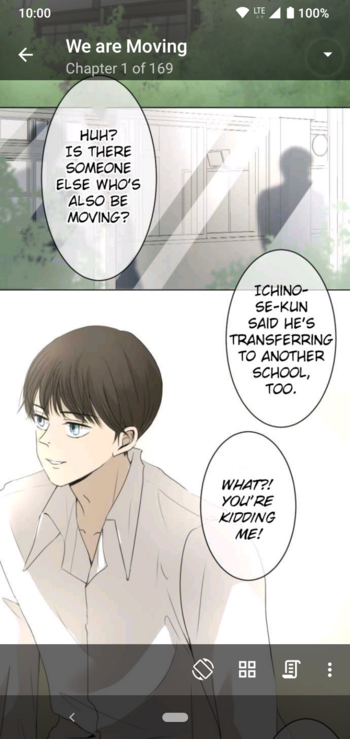 10:00
LTE
100%
We are Moving
Chapter 1 of 169
HUH?
IS THERE
SOMEONE
ELSE WHO'S
ALSO BE
MOVING?
ICHINO-
SE-KUN
SAID HE'S
TRANSFERRING
TO ANOTHER
SCHOOL,
TOO.
WHAT?!
YOU'RE
KIDDING
ME!